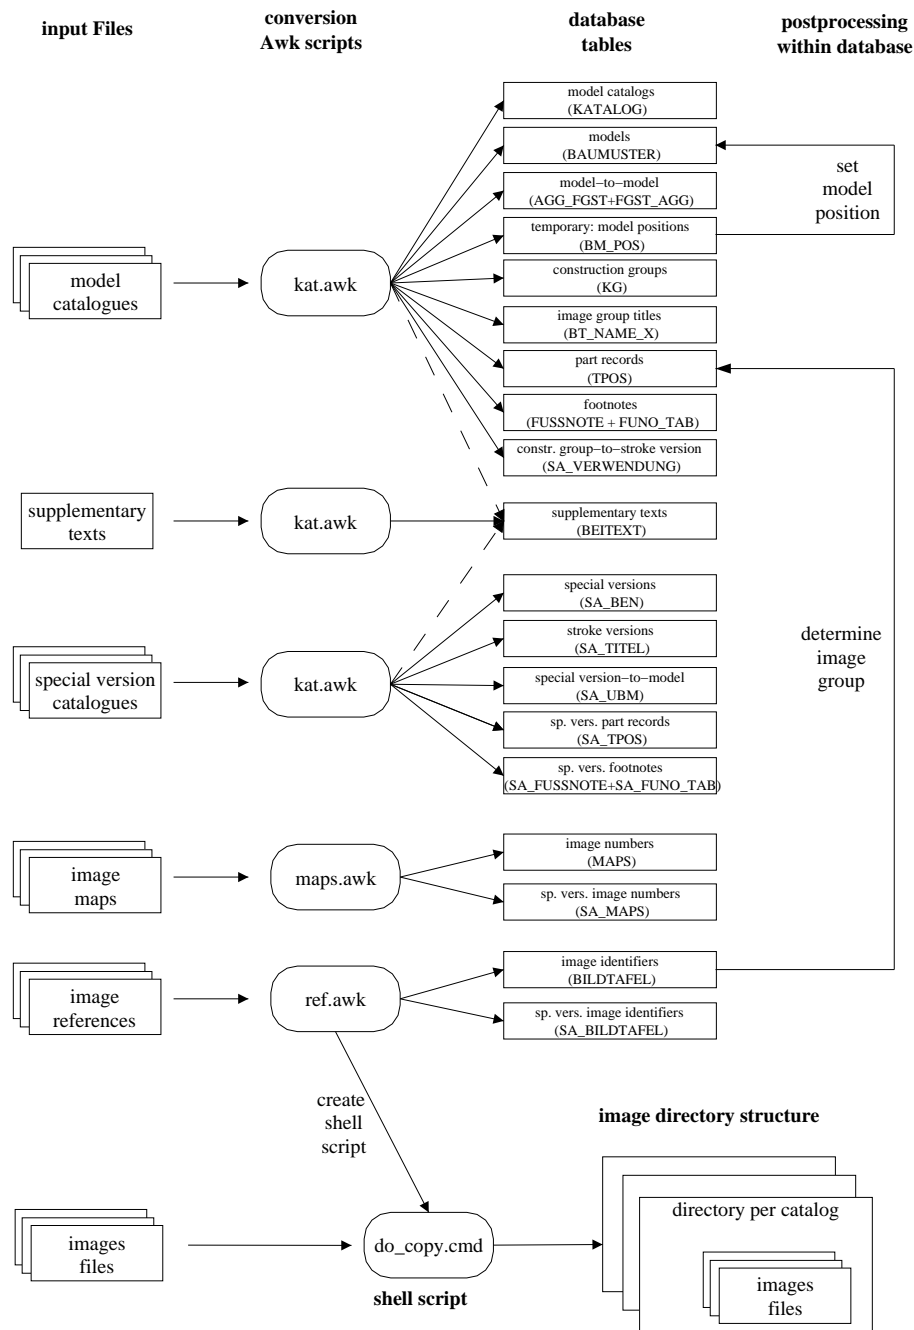 input Files
conversion
Awk scripts
database
tables
postprocessing
within database
model catalogs
(KATALOG)
models
(BAUMUSTER)
model−to−model
(AGG_FGST+FGST_AGG)
temporary: model positions
(BM_POS)
construction groups
(KG)
image group titles
(BT_NAME_X)
part records
(TPOS)
footnotes
(FUSSNOTE + FUNO_TAB)
constr. group−to−stroke version
(SA_VERWENDUNG)
set
model
position
model
catalogues
kat.awk
supplementary
texts
kat.awk
supplementary texts
(BEITEXT)
special versions
(SA_BEN)
stroke versions
(SA_TITEL)
special version−to−model
(SA_UBM)
sp. vers. part records
(SA_TPOS)
sp. vers. footnotes
(SA_FUSSNOTE+SA_FUNO_TAB)
special version
catalogues
kat.awk
determine
image
group
image
maps
maps.awk
image numbers
(MAPS)
sp. vers. image numbers
(SA_MAPS)
image
references
ref.awk
image identifiers
(BILDTAFEL)
sp. vers. image identifiers
(SA_BILDTAFEL)
create
shell
script
image directory structure
images
files
do_copy.cmd
shell script
directory per catalog
images
files